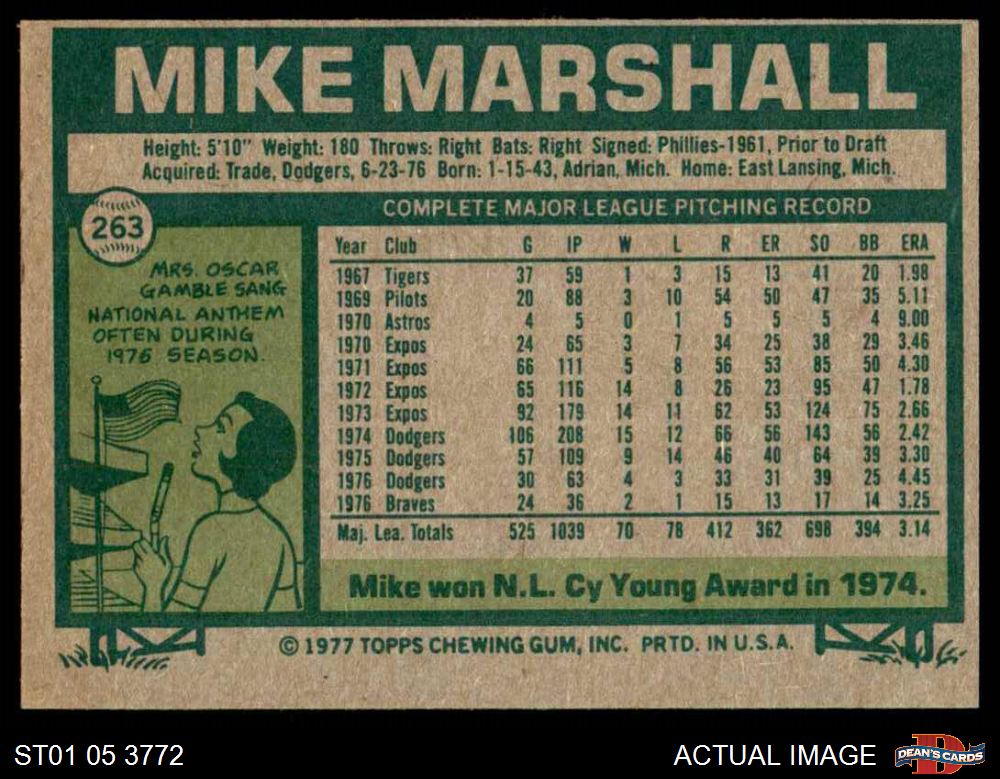 MIKE MARSHALL
Height: 5'10" Weight: 180 Throws: Right Bats: Right Signed: Phillies-1961, Prior to Draft
Acquired: Trade, Dodgers, 6-23-76 Born: 1-15-43, Adrian, Mich. Home: East Lansing, Mich.
263
MRS. OSCAR
GAMBLE SANG
NATIONAL ANTHEM
OFTEN DURING
1976 SEASON.
COMPLETE MAJOR LEAGUE PITCHING RECORD
Year Club G IP W L R ER SO BB ERA
1967 Tigers 37 59 1 3 15 13 41 20 1.98
1969 Pilots 20 88 3 10 54 50 47 35 5.11
1970 Astros 4 5 0 1 5 5 5 4 9.00
1970 Expos 24 65 3 7 34 25 38 29 3.46
1971 Expos 66 111 5 8 56 53 85 50 4.30
1972 Expos 65 116 14 8 26 23 95 47 1.78
1973 Expos 92 179 14 11 62 53 124 75 2.66
1974 Dodgers 106 208 15 12 66 56 143 56 2.42
1975 Dodgers 57 109 9 14 46 40 64 39 3.30
1976 Dodgers 30 63 4 3 33 31 39 25 4.45
1976 Braves 24 36 2 1 15 13 17 14 3.25
Maj. Lea. Totals 525 1039 70 78 412 362 698 394 3.14
Mike won N.L. Cy Young Award in 1974.
© 1977 TOPPS CHEWING GUM, INC. PRTD. IN U.S.A.
ST01 05 3772
ACTUAL IMAGE
D
DEAN'S CARDS